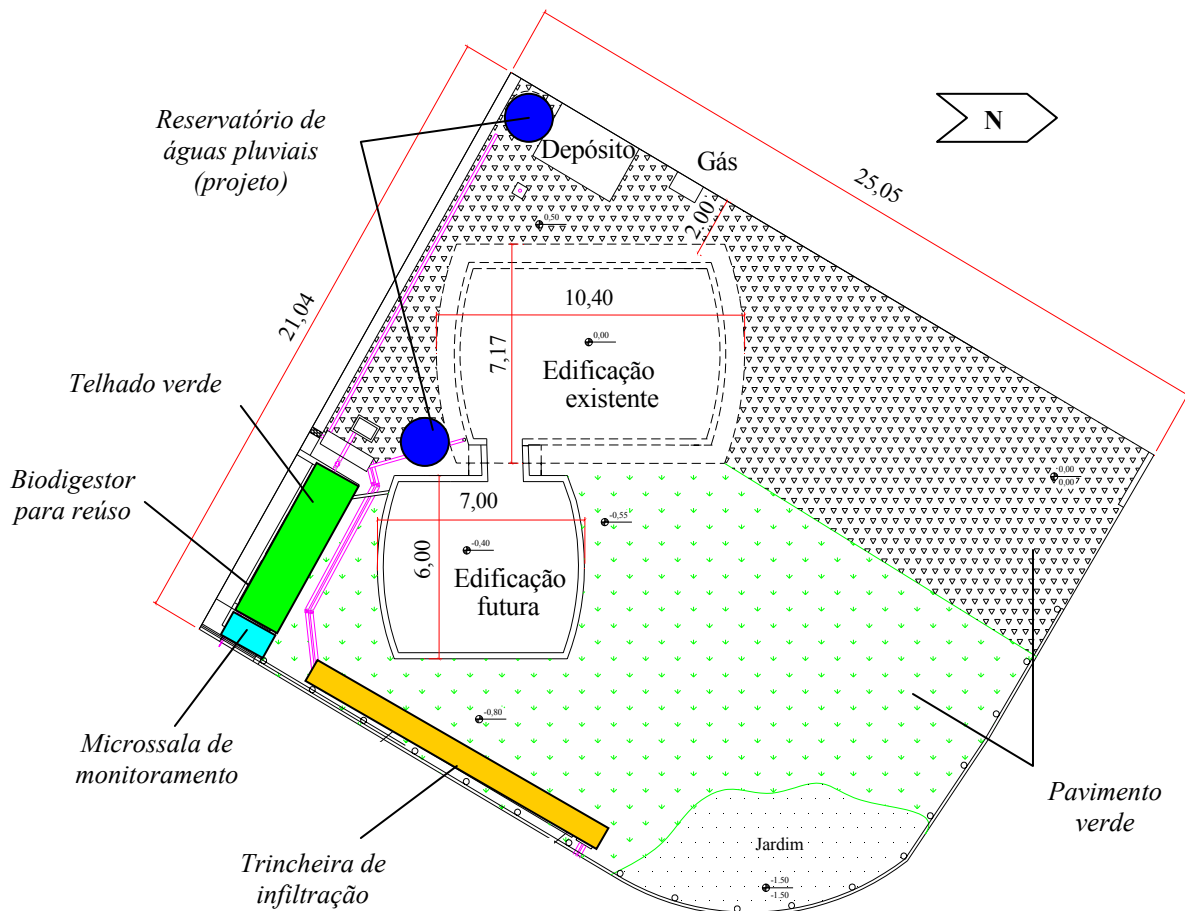 Reservatório de
águas pluviais
(projeto)
N
Depósito
Gás
25,05
2.00
0,50
21,04
10,40
7,17
0,00
Edificação
existente
Telhado verde
Biodigestor
para reúso
0,00
0,00
7,00
-0,55
6,00
-0,40
Edificação
futura
-0,80
Microssala de
monitoramento
Pavimento
verde
Trincheira de
infiltração
Jardim
-1.50
-1.50